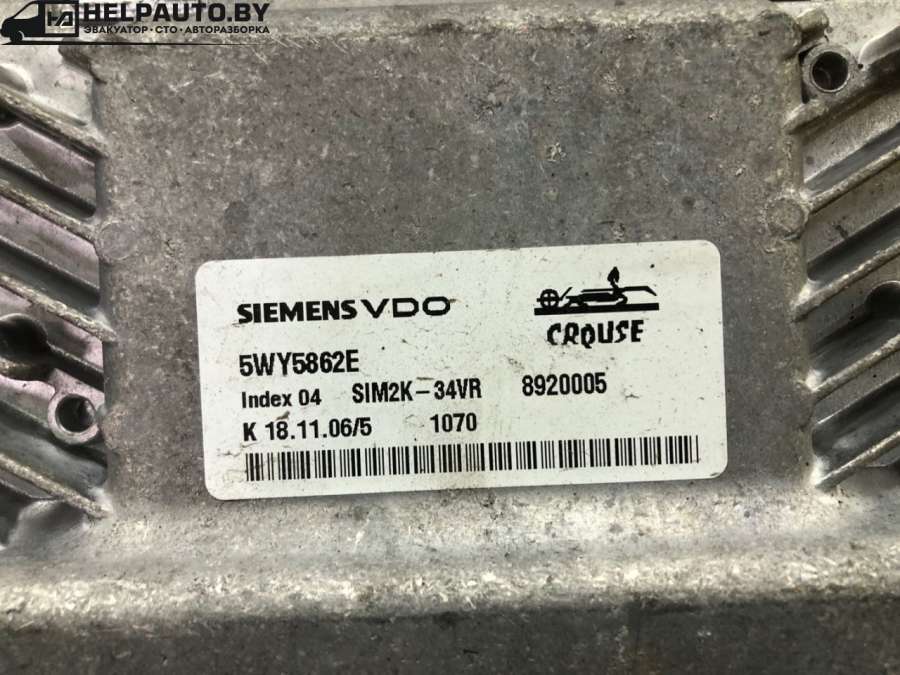 HELPAUTO.BY
ЭВАКУАТОР • СТО • АВТОРАЗБОРКА
SIEMENS VDO
CROUSE
5WY5862E
Index 04 SIM2K-34VR 8920005
K 18.11.06/5 1070